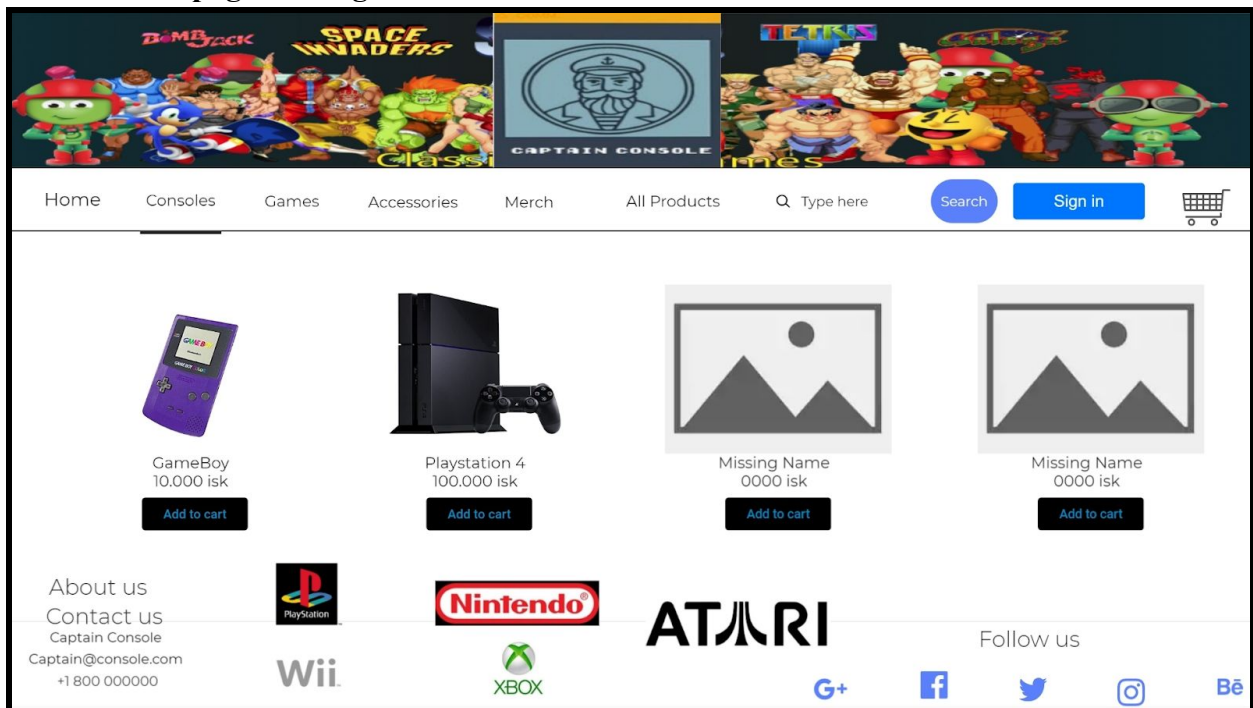 BOMB JACK
SPACE
INVADERS
TETRIS
Galaga
CAPTAIN CONSOLE
Home Consoles Games Accessories Merch All Products Type here Search Sign in
GAME BOY
GameBoy
10.000 isk
Add to cart
Playstation 4
100.000 isk
Add to cart
Missing Name
0000 isk
Add to cart
Missing Name
0000 isk
Add to cart
About us
Contact us
Captain Console
Captain@console.com
+1 800 000000
PlayStation
Wii
Nintendo®
XBOX
ATARI
Follow us
G+
f
Bē